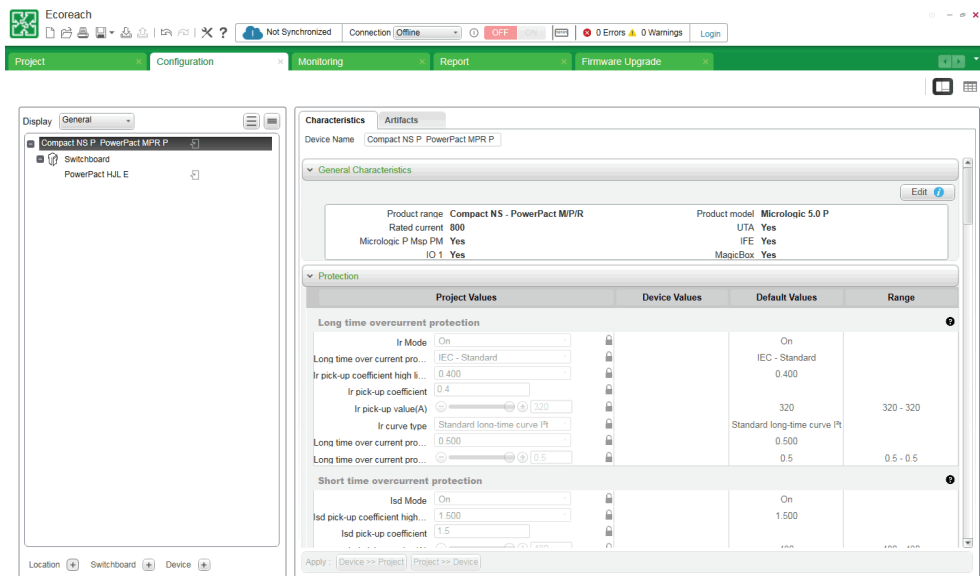 Ecoreach
Not Synchronized Connection Offline OFF ON 0 Errors 0 Warnings Login
Project Configuration Monitoring Report Firmware Upgrade
Display General
Compact NS P PowerPact MPR P
Switchboard
PowerPact HJL E
Location Switchboard Device
Characteristics Artifacts
Device Name Compact NS P PowerPact MPR P
General Characteristics
Edit
Product range Compact NS - PowerPact M/P/R Product model Micrologic 5.0 P
Rated current 800 UTA Yes
Micrologic P Msp PM Yes IFE Yes
IO 1 Yes MagicBox Yes
Protection
Project Values Device Values Default Values Range
Long time overcurrent protection
Ir Mode On On
Long time over current pro... IEC - Standard IEC - Standard
Ir pick-up coefficient high li... 0.400 0.400
Ir pick-up coefficient 0.4
Ir pick-up value(A) 320 320 320 - 320
Ir curve type Standard long-time curve I²t Standard long-time curve I²t
Long time over current pro... 0.500 0.500
Long time over current pro... 0.5 0.5 0.5 - 0.5
Short time overcurrent protection
Isd Mode On On
Isd pick-up coefficient high... 1.500 1.500
Isd pick-up coefficient 1.5
Apply : Device >> Project Project >> Device